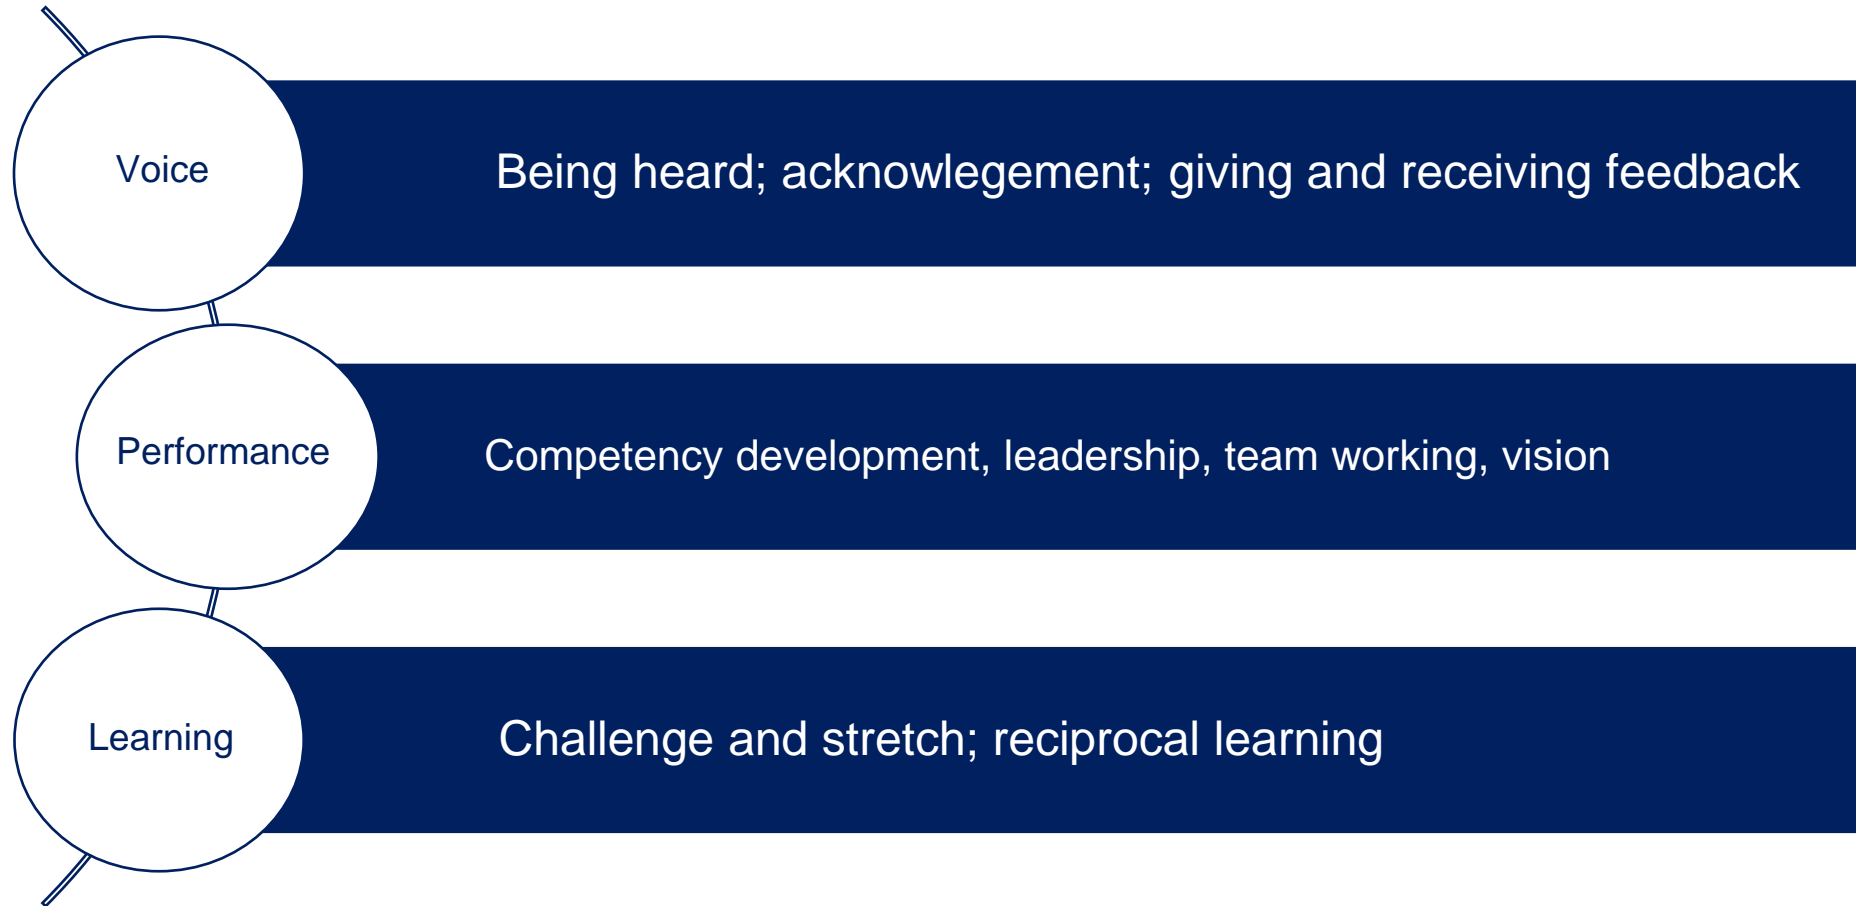 Voice
Being heard; acknowlegement; giving and receiving feedback
Performance
Competency development, leadership, team working, vision
Learning
Challenge and stretch; reciprocal learning